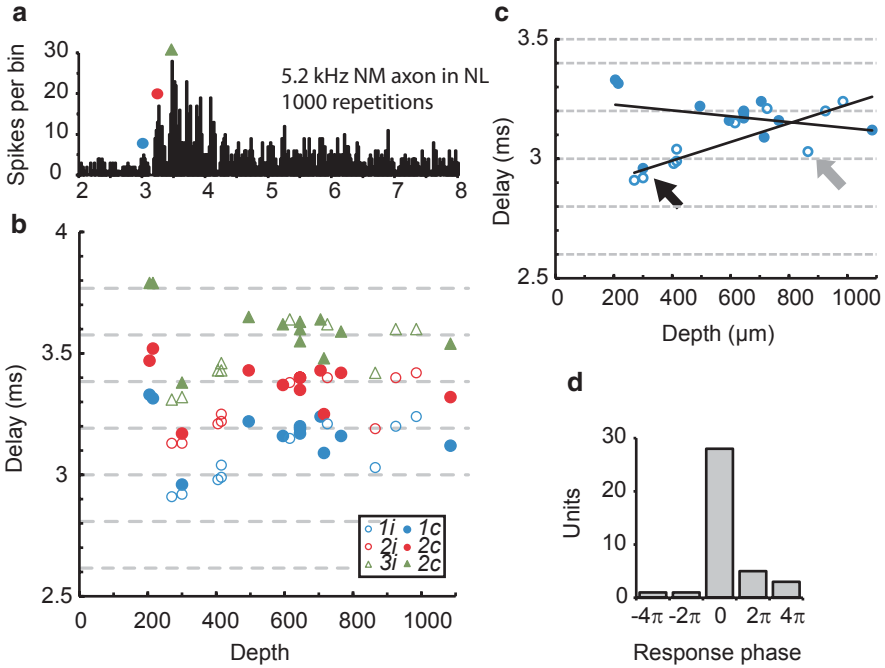 a
Spikes per bin
30
20
10
0
5.2 kHz NM axon in NL
1000 repetitions
2 3 4 5 6 7 8
b
Delay (ms)
4
3.5
3
2.5
1i 1c
2i 2c
3i 2c
0 200 400 600 800 1000
Depth
c
Delay (ms)
3.5
3
2.5
0 200 400 600 800 1000
Depth (µm)
d
Units
30
20
10
0
-4π -2π 0 2π 4π
Response phase